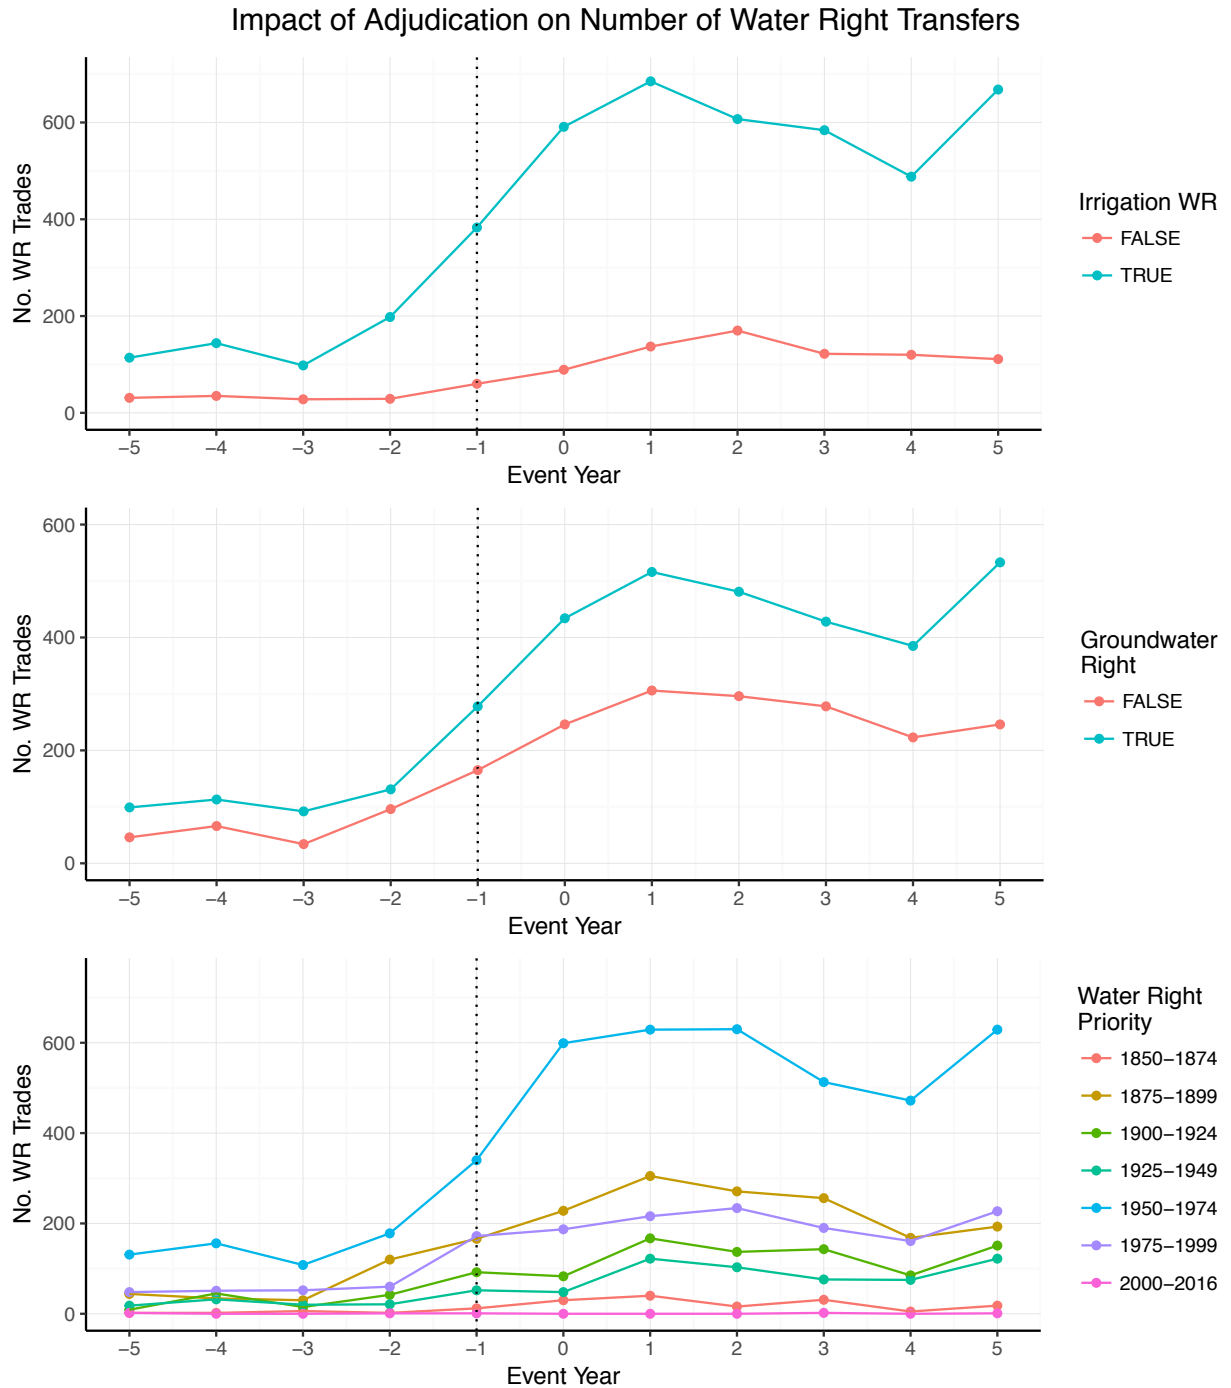 Impact of Adjudication on Number of Water Right Transfers
No. WR Trades
600
400
200
0
−5 −4 −3 −2 −1 0 1 2 3 4 5
Event Year
Irrigation WR
FALSE
TRUE
No. WR Trades
600
400
200
0
−5 −4 −3 −2 −1 0 1 2 3 4 5
Event Year
Groundwater
Right
FALSE
TRUE
No. WR Trades
600
400
200
0
−5 −4 −3 −2 −1 0 1 2 3 4 5
Event Year
Water Right
Priority
1850−1874
1875−1899
1900−1924
1925−1949
1950−1974
1975−1999
2000−2016